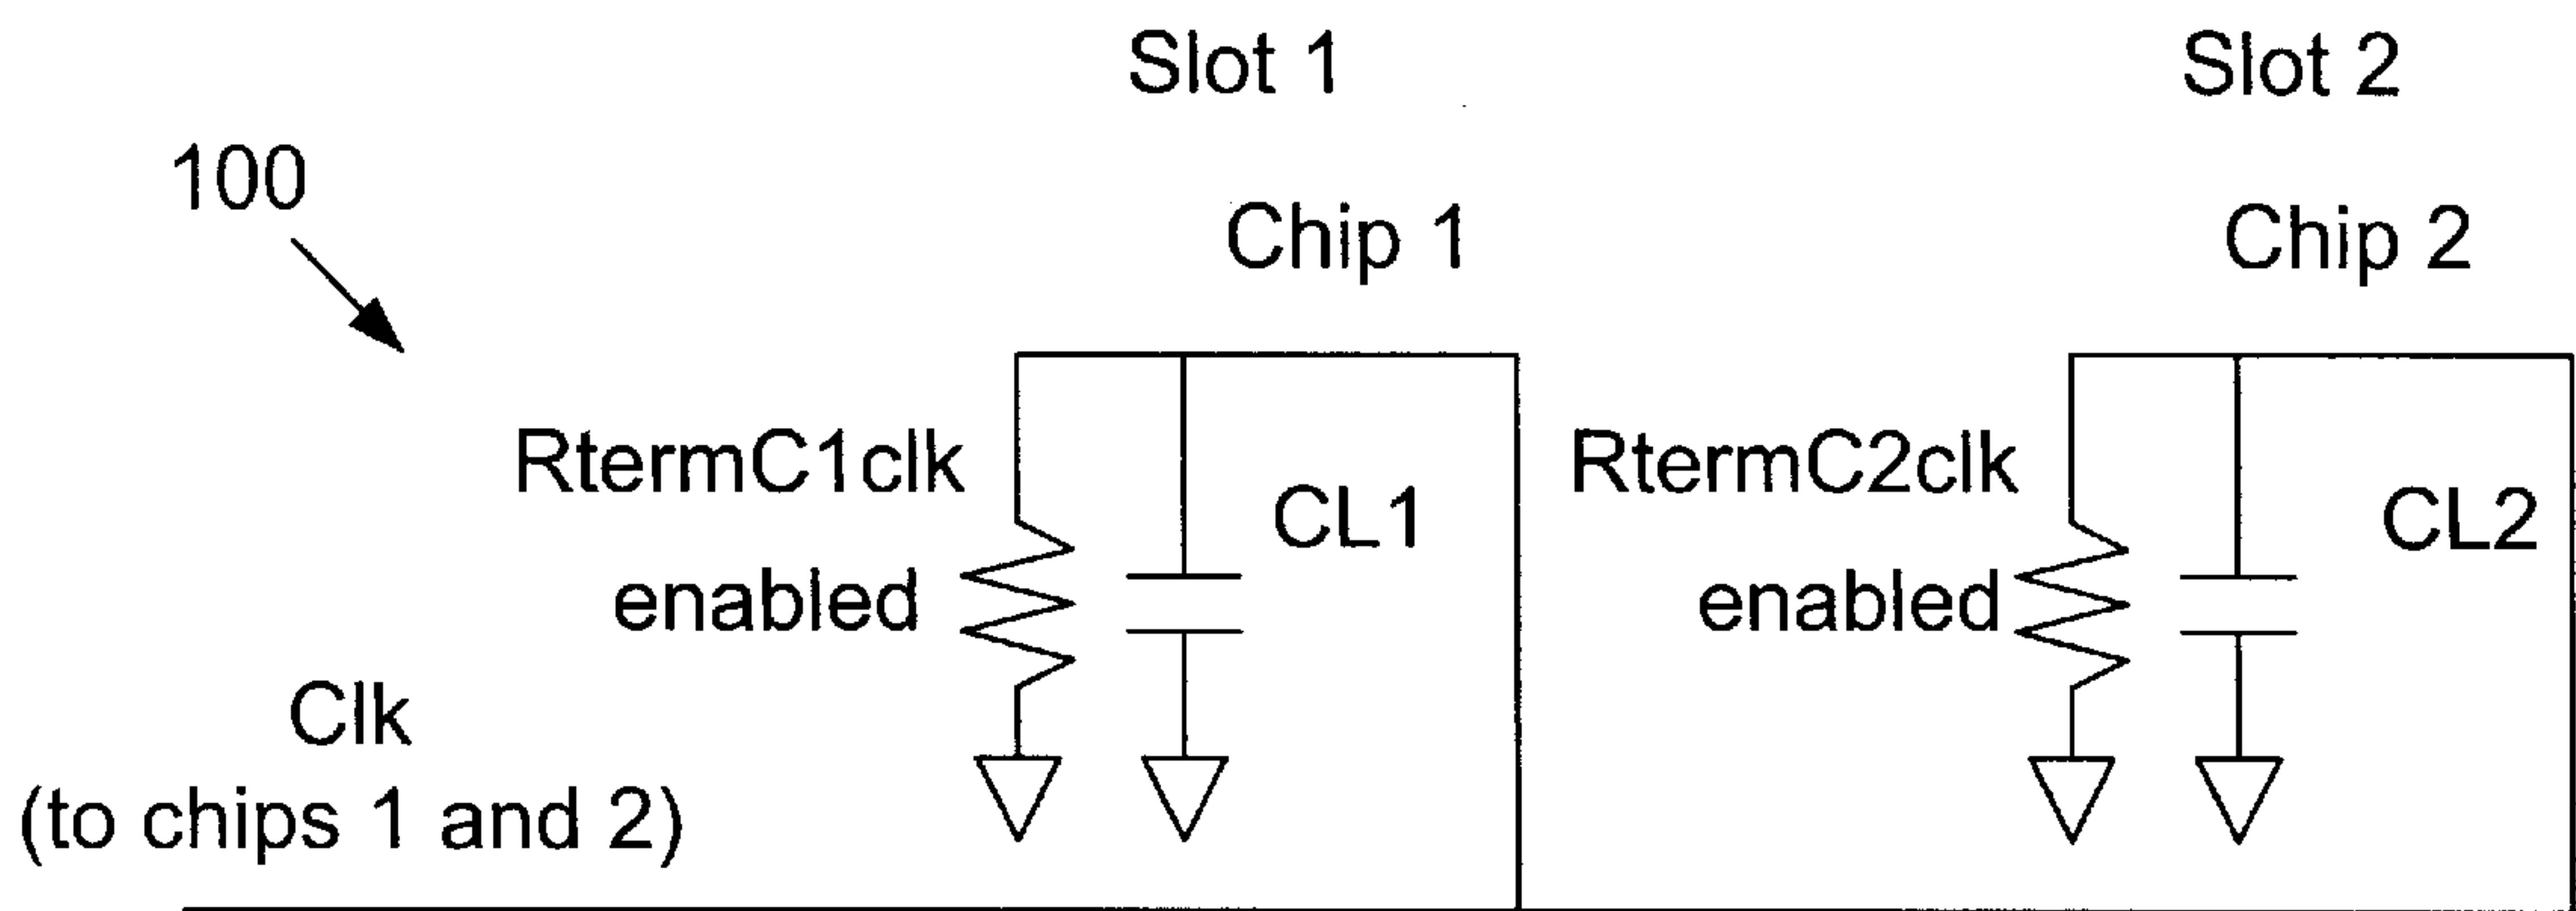 Slot 1
Slot 2
100
Chip 1
Chip 2
RtermC1clk
enabled
CL1
RtermC2clk
enabled
CL2
Clk
(to chips 1 and 2)